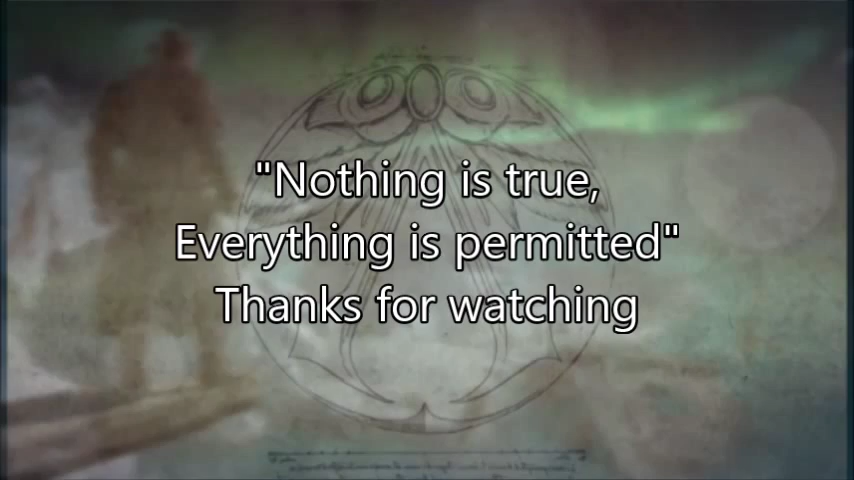 "Nothing is true,
Everything is permitted"
Thanks for watching